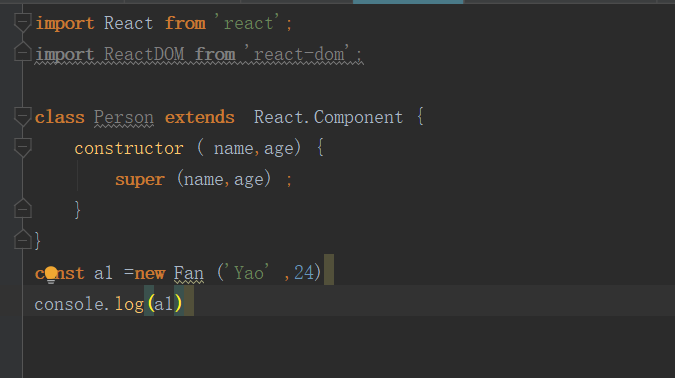 import React from 'react';
import ReactDOM from 'react-dom';
class Person extends  React.Component {
constructor ( name,age) {
super (name,age) ;
}
}
const a1 =new Fan ('Yao' ,24)
console.log(a1)